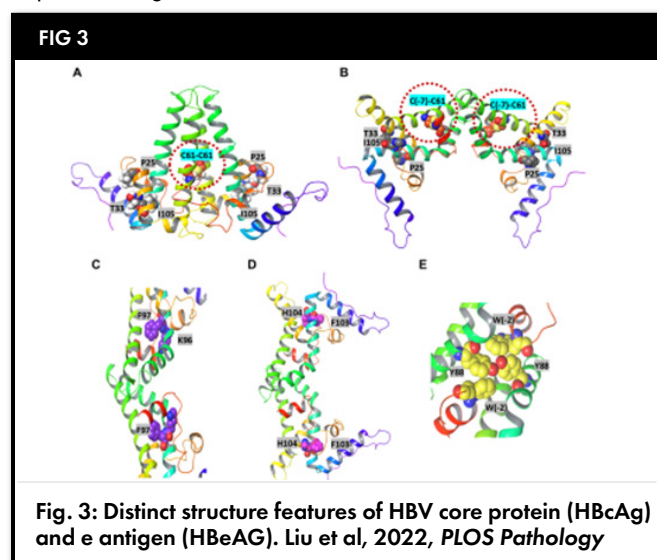 FIG 3
A
B
C61-C61
P25
P25
T33
T33
I105
I105
C[-7]-C61
C[-7]-C61
T33
I105
T33
I105
P25
P25
C
D
E
F97
K96
F97
H104
F103
H104
F103
W[-2]
Y88
Y88
W[-2]
Fig. 3: Distinct structure features of HBV core protein (HBcAg)
and e antigen (HBeAG). Liu et al, 2022, PLOS Pathology